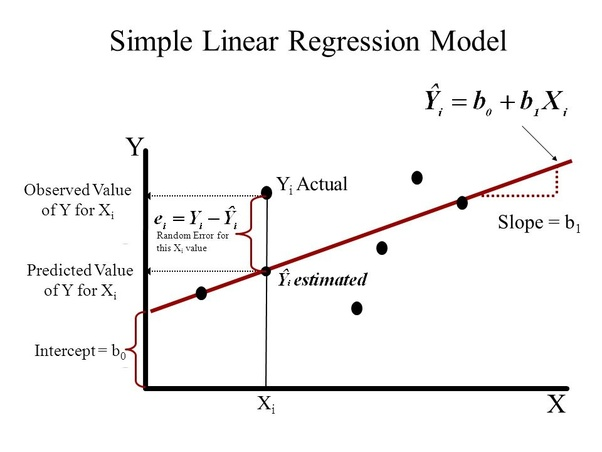 Simple Linear Regression Model
Ŷᵢ = b₀ + b₁Xᵢ
Y
Observed Value
of Y for Xᵢ
Yᵢ Actual
eᵢ = Yᵢ – Ŷᵢ
Random Error for
this Xᵢ value
Slope = b₁
Predicted Value
of Y for Xᵢ
Ŷᵢ estimated
Intercept = b₀
Xᵢ
X